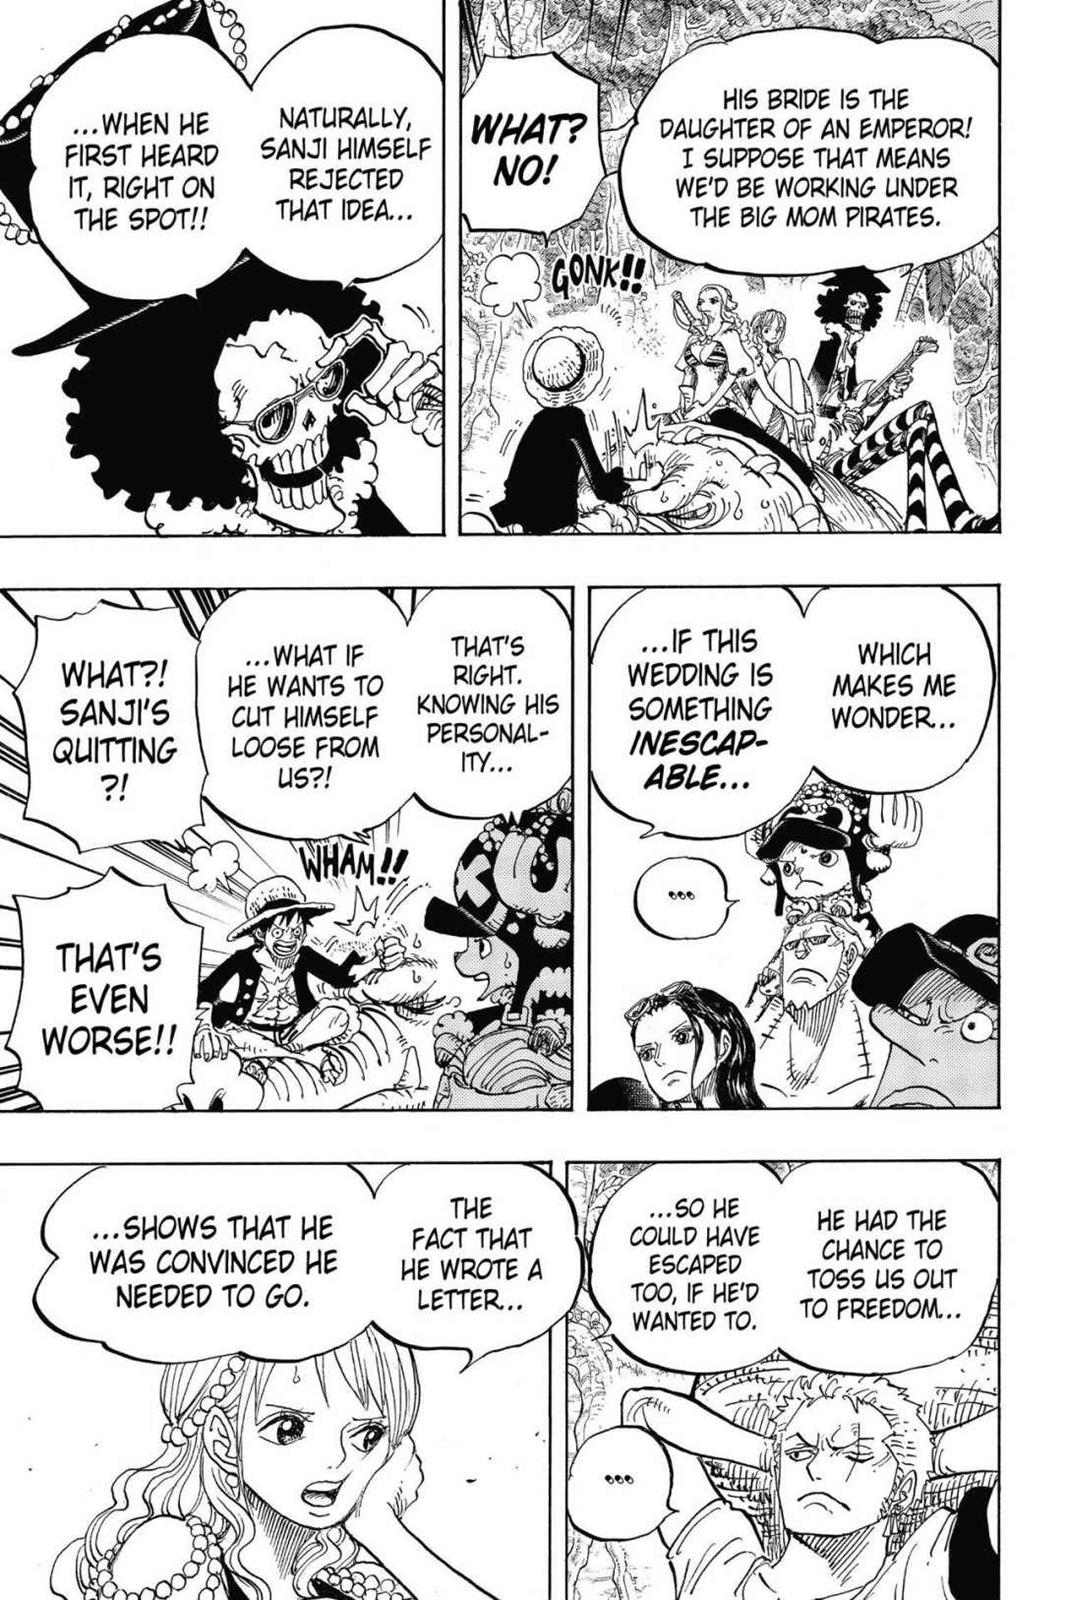 HIS BRIDE IS THE
DAUGHTER OF AN EMPEROR!
I SUPPOSE THAT MEANS
WE'D BE WORKING UNDER
THE BIG MOM PIRATES.
WHAT?
NO!
GONK!!
NATURALLY,
SANJI HIMSELF
REJECTED
THAT IDEA...
...WHEN HE
FIRST HEARD
IT, RIGHT ON
THE SPOT!!
WHICH
MAKES ME
WONDER...
...IF THIS
WEDDING IS
SOMETHING
INESCAP-
ABLE...
...
THAT'S
RIGHT.
KNOWING HIS
PERSONAL-
ITY...
...WHAT IF
HE WANTS TO
CUT HIMSELF
LOOSE FROM
US?!
WHAM!!
WHAT?!
SANJI'S
QUITTING
?!
THAT'S
EVEN
WORSE!!
HE HAD THE
CHANCE TO
TOSS US OUT
TO FREEDOM...
...SO HE
COULD HAVE
ESCAPED
TOO, IF HE'D
WANTED TO.
...
THE
FACT THAT
HE WROTE A
LETTER...
...SHOWS THAT HE
WAS CONVINCED HE
NEEDED TO GO.